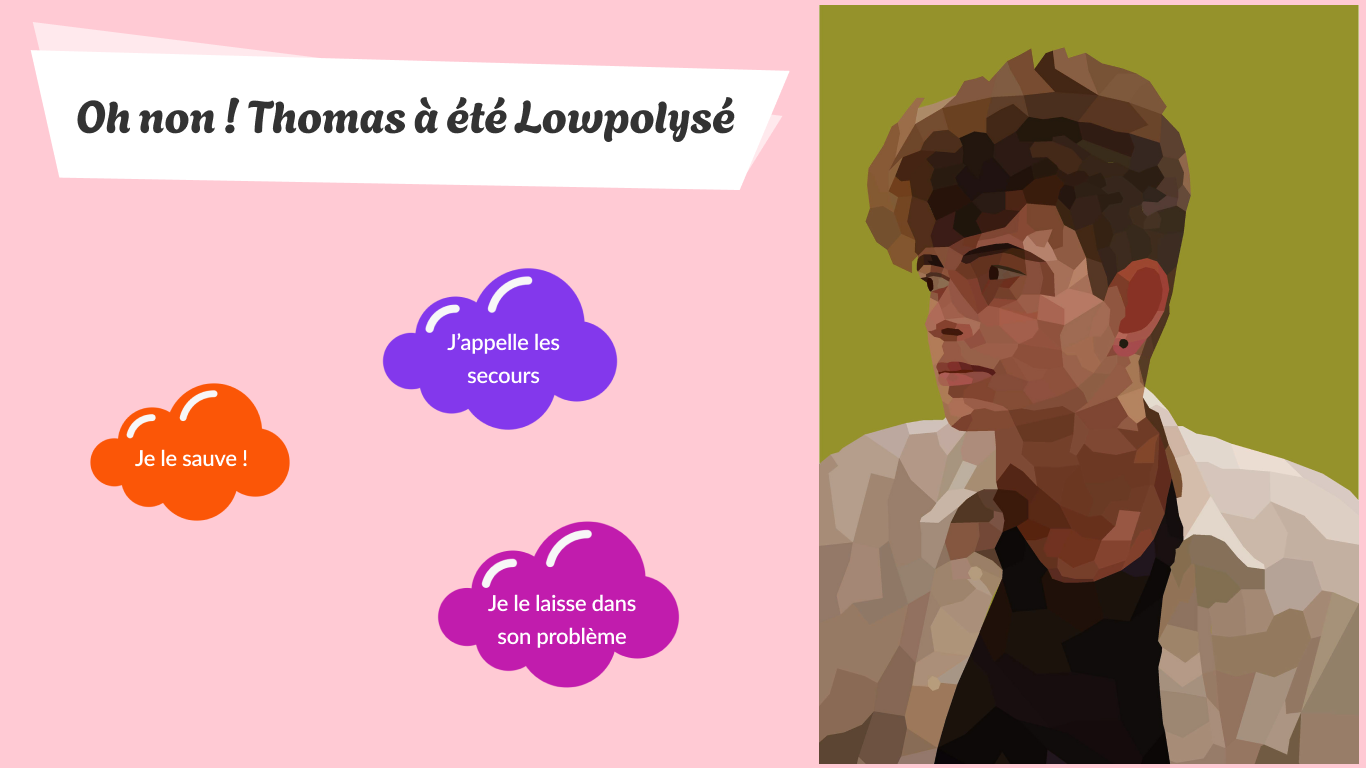 Oh non ! Thomas à été Lowpolysé
J'appelle les
secours
Je le sauve !
Je le laisse dans
son problème